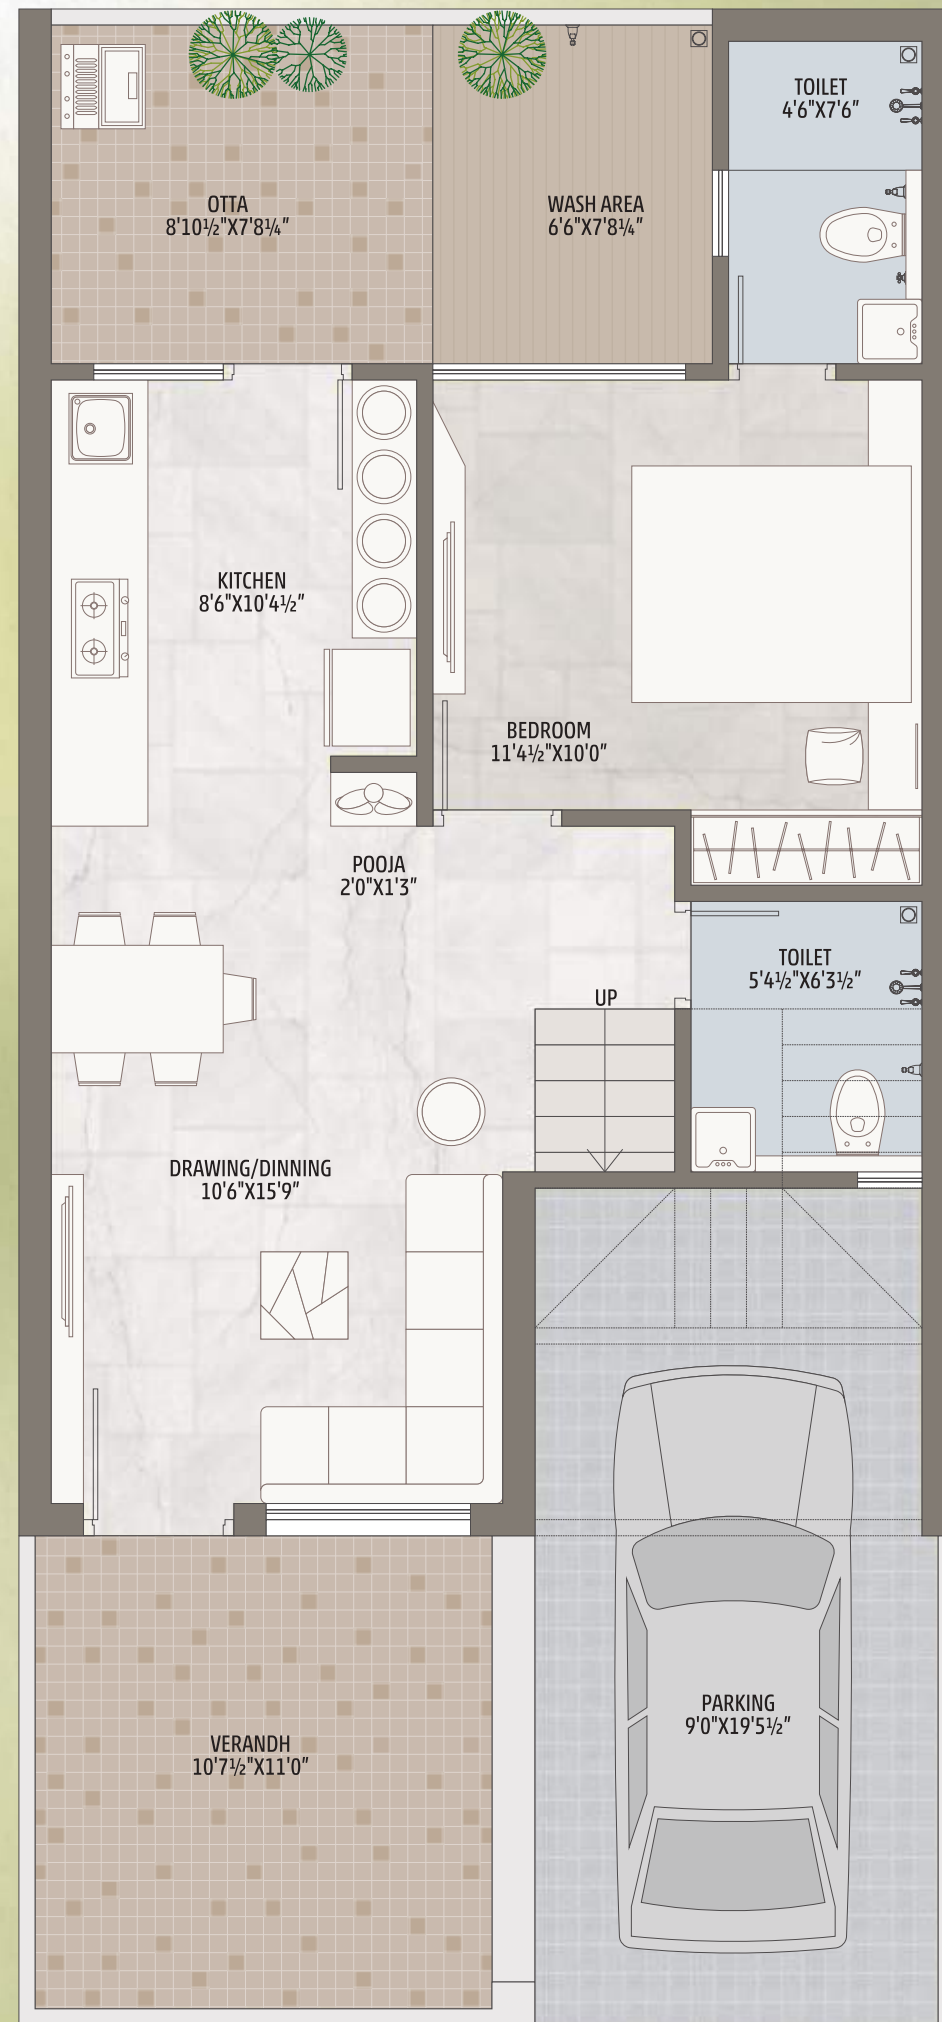 TOILET
4'6"X7'6"
OTTA
8'10½"X7'8¼"
WASH AREA
6'6"X7'8¼"
KITCHEN
8'6"X10'4½"
BEDROOM
11'4½"X10'0"
POOJA
2'0"X1'3"
TOILET
5'4½"X6'3½"
UP
DRAWING/DINNING
10'6"X15'9"
PARKING
9'0"X19'5½"
VERANDH
10'7½"X11'0"